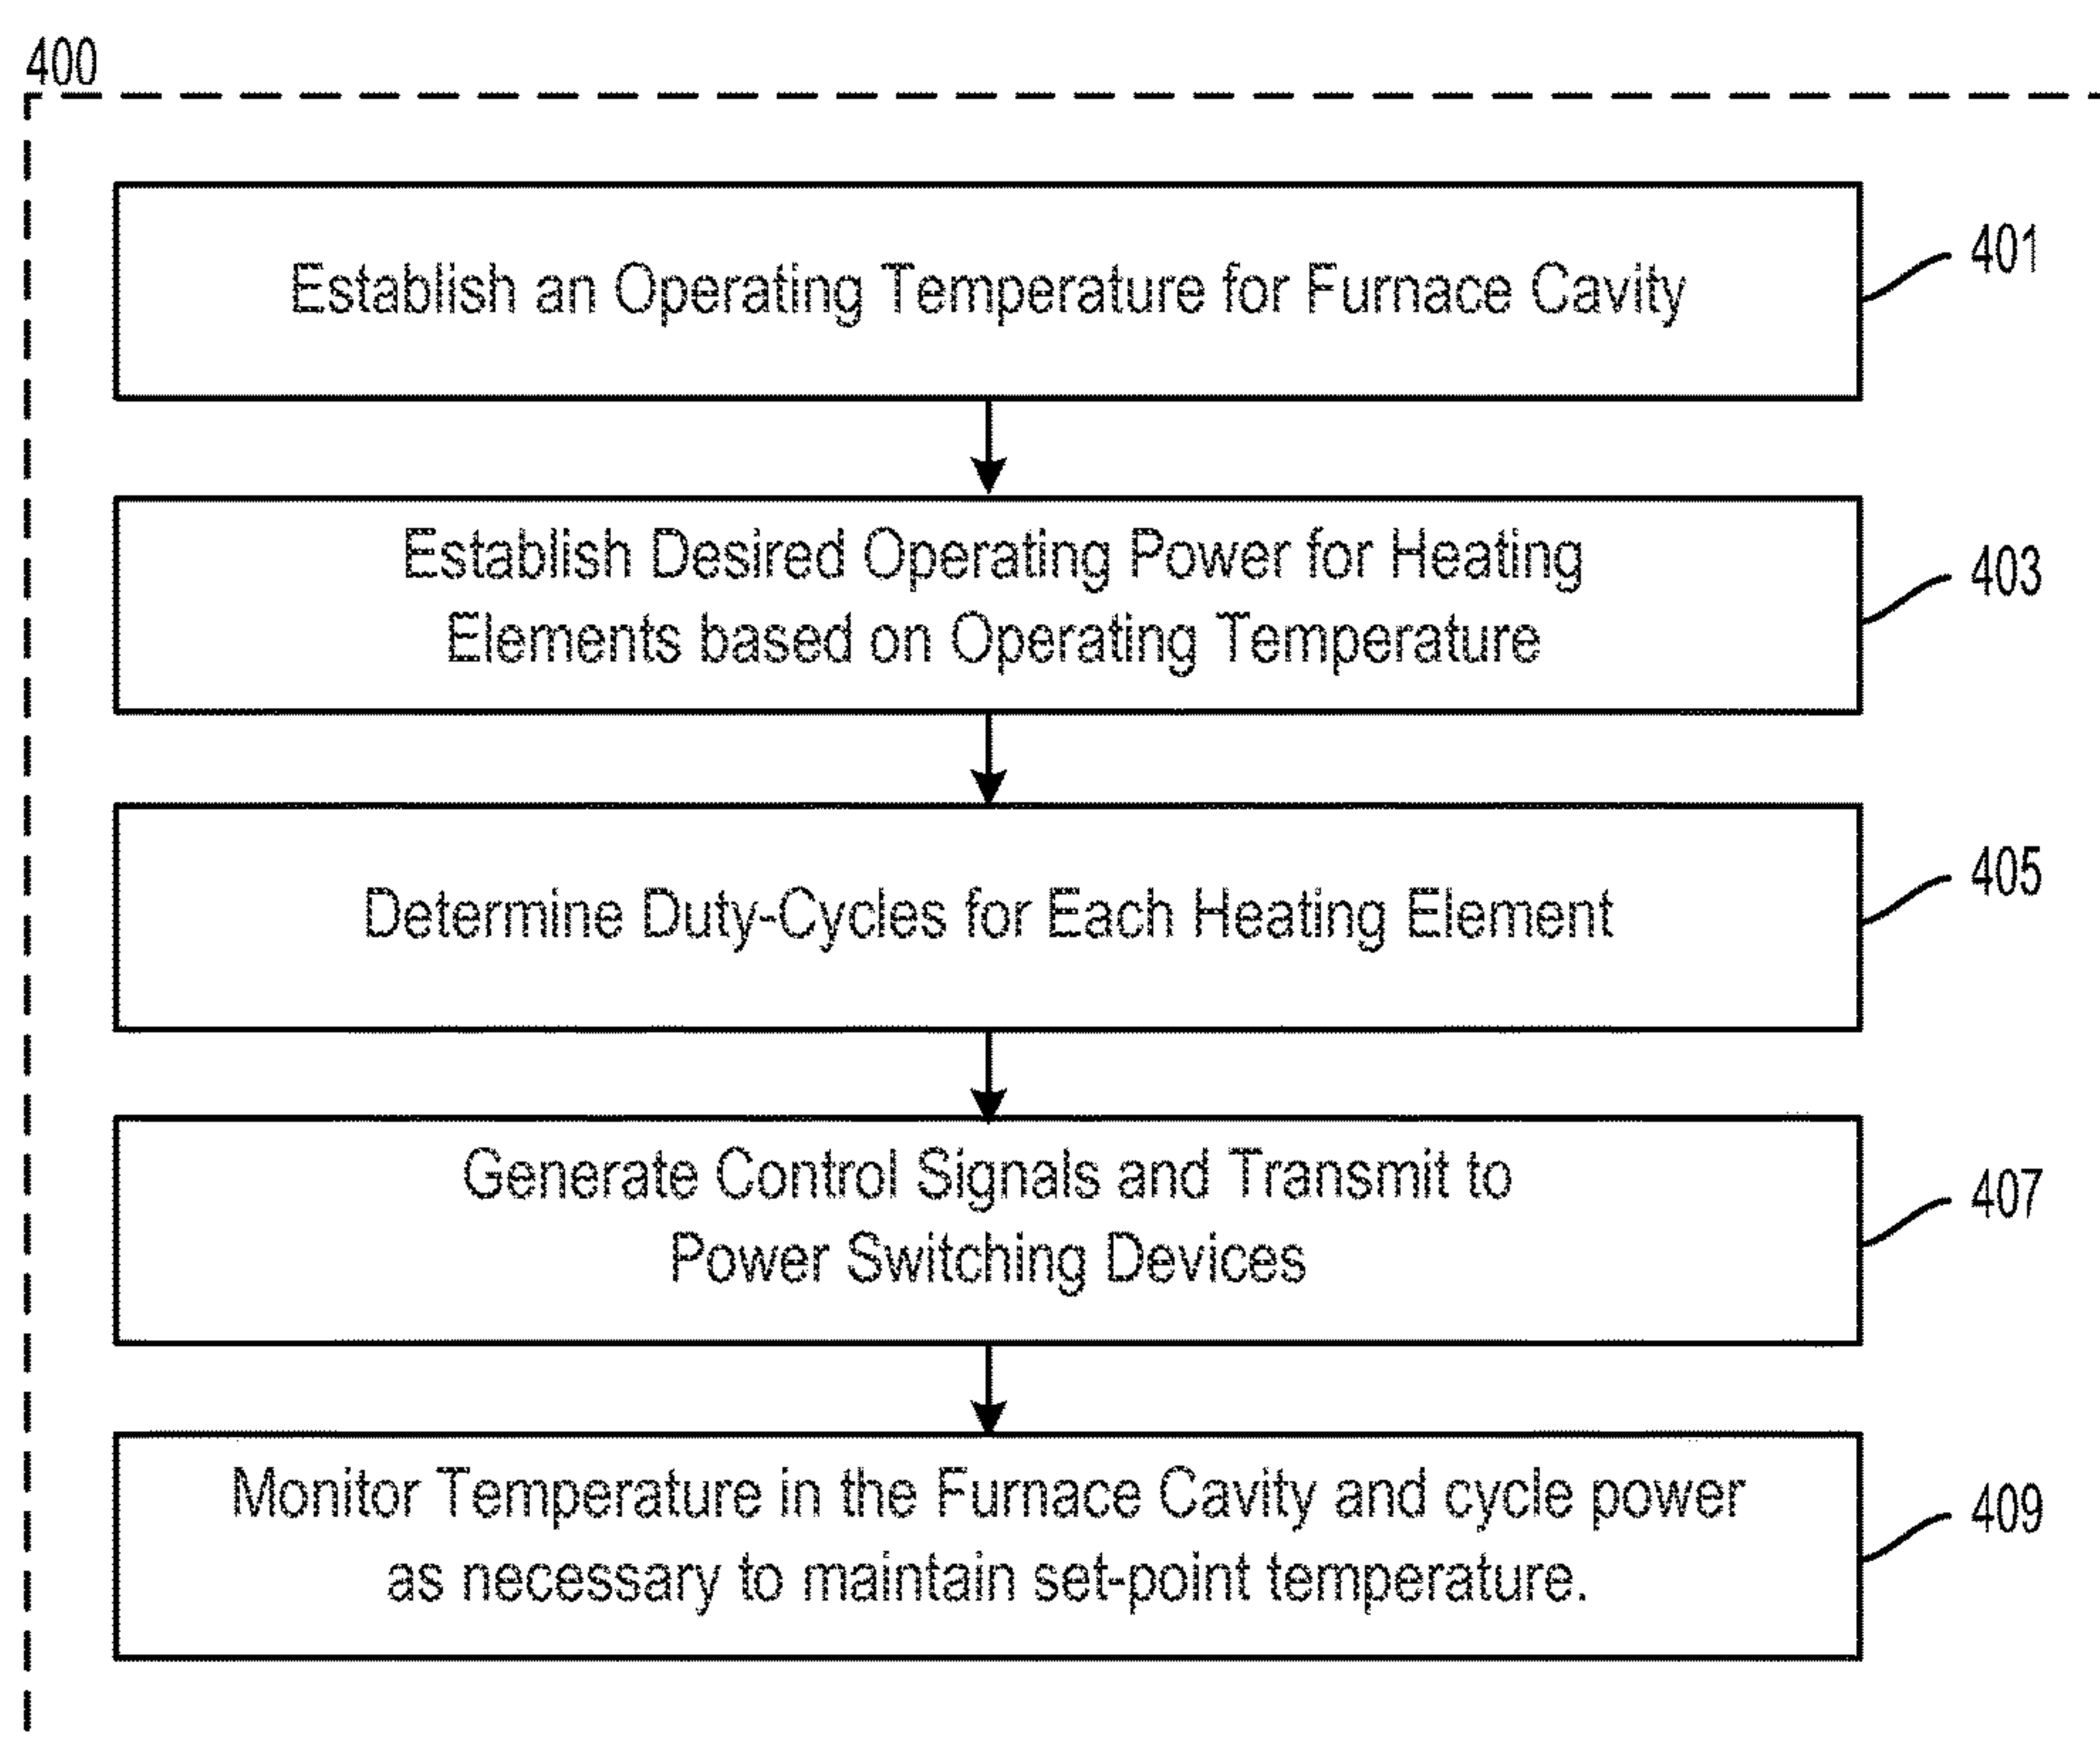 400
Establish an Operating Temperature for Furnace Cavity
401
Establish Desired Operating Power for Heating
Elements based on Operating Temperature
403
Determine Duty-Cycles for Each Heating Element
405
Generate Control Signals and Transmit to
Power Switching Devices
407
Monitor Temperature in the Furnace Cavity and cycle power
as necessary to maintain set-point temperature.
409